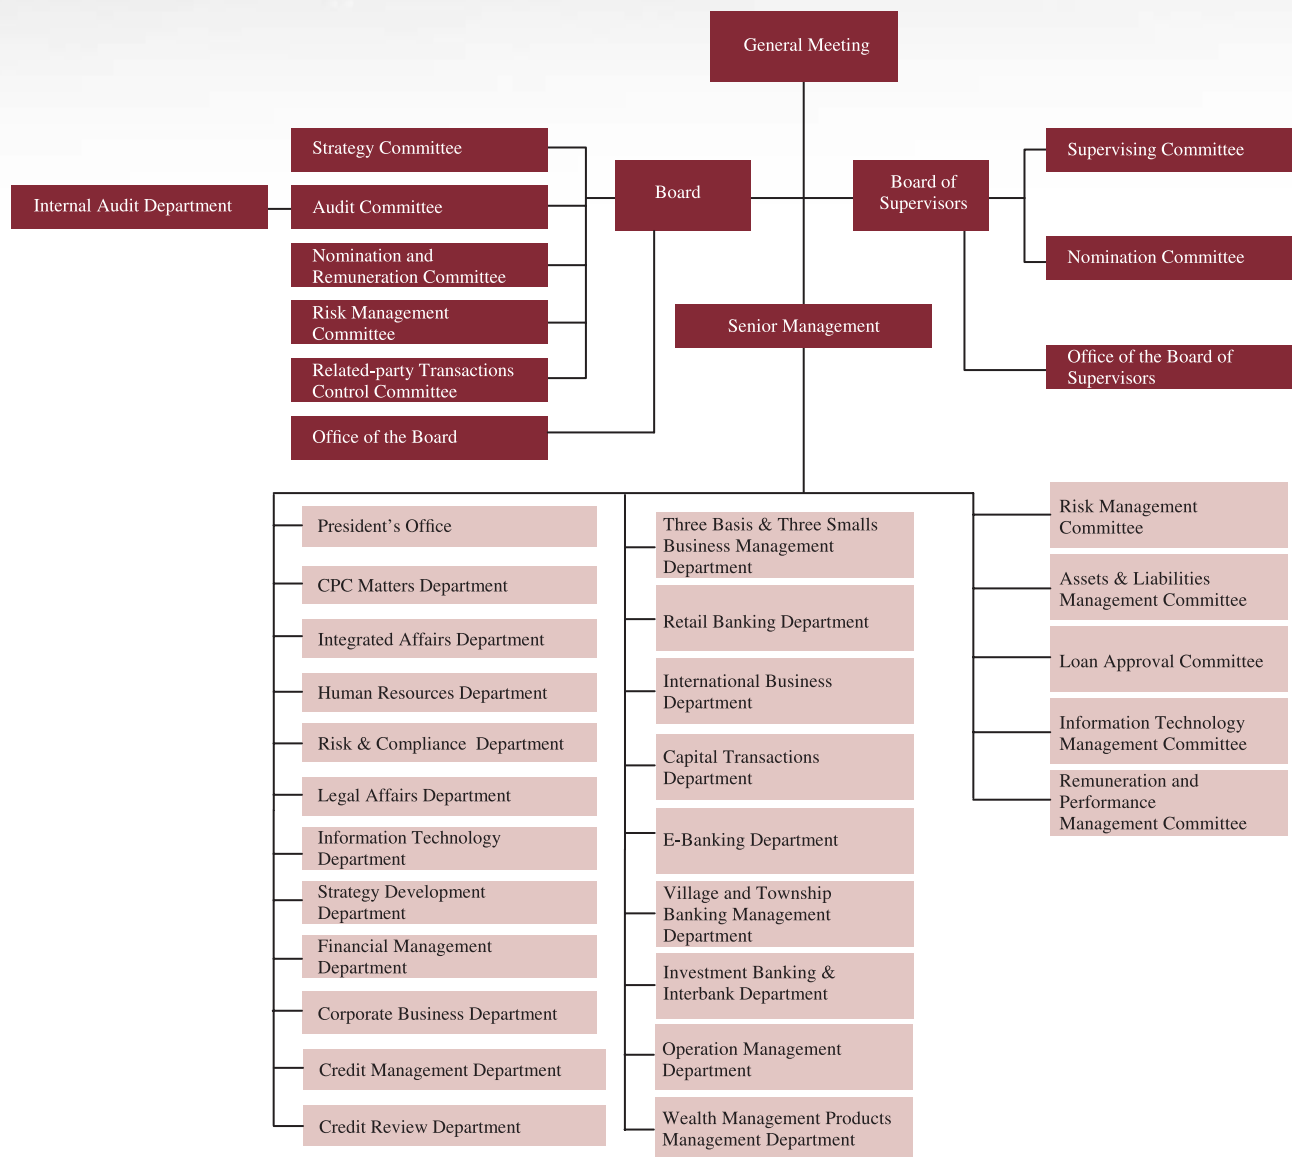 General Meeting
Strategy Committee
Supervising Committee
Board
Board of
Supervisors
Internal Audit Department
Audit Committee
Nomination and
Remuneration Committee
Nomination Committee
Risk Management
Committee
Senior Management
Related-party Transactions
Control Committee
Office of the Board of
Supervisors
Office of the Board
President’s Office
CPC Matters Department
Integrated Affairs Department
Human Resources Department
Risk & Compliance  Department
Legal Affairs Department
Information Technology
Department
Strategy Development
Department
Financial Management
Department
Corporate Business Department
Credit Management Department
Credit Review Department
Three Basis & Three Smalls
Business Management
Department
Retail Banking Department
International Business
Department
Capital Transactions
Department
E-Banking Department
Village and Township
Banking Management
Department
Investment Banking &
Interbank Department
Operation Management
Department
Wealth Management Products
Management Department
Risk Management
Committee
Assets & Liabilities
Management Committee
Loan Approval Committee
Information Technology
Management Committee
Remuneration and
Performance
Management Committee